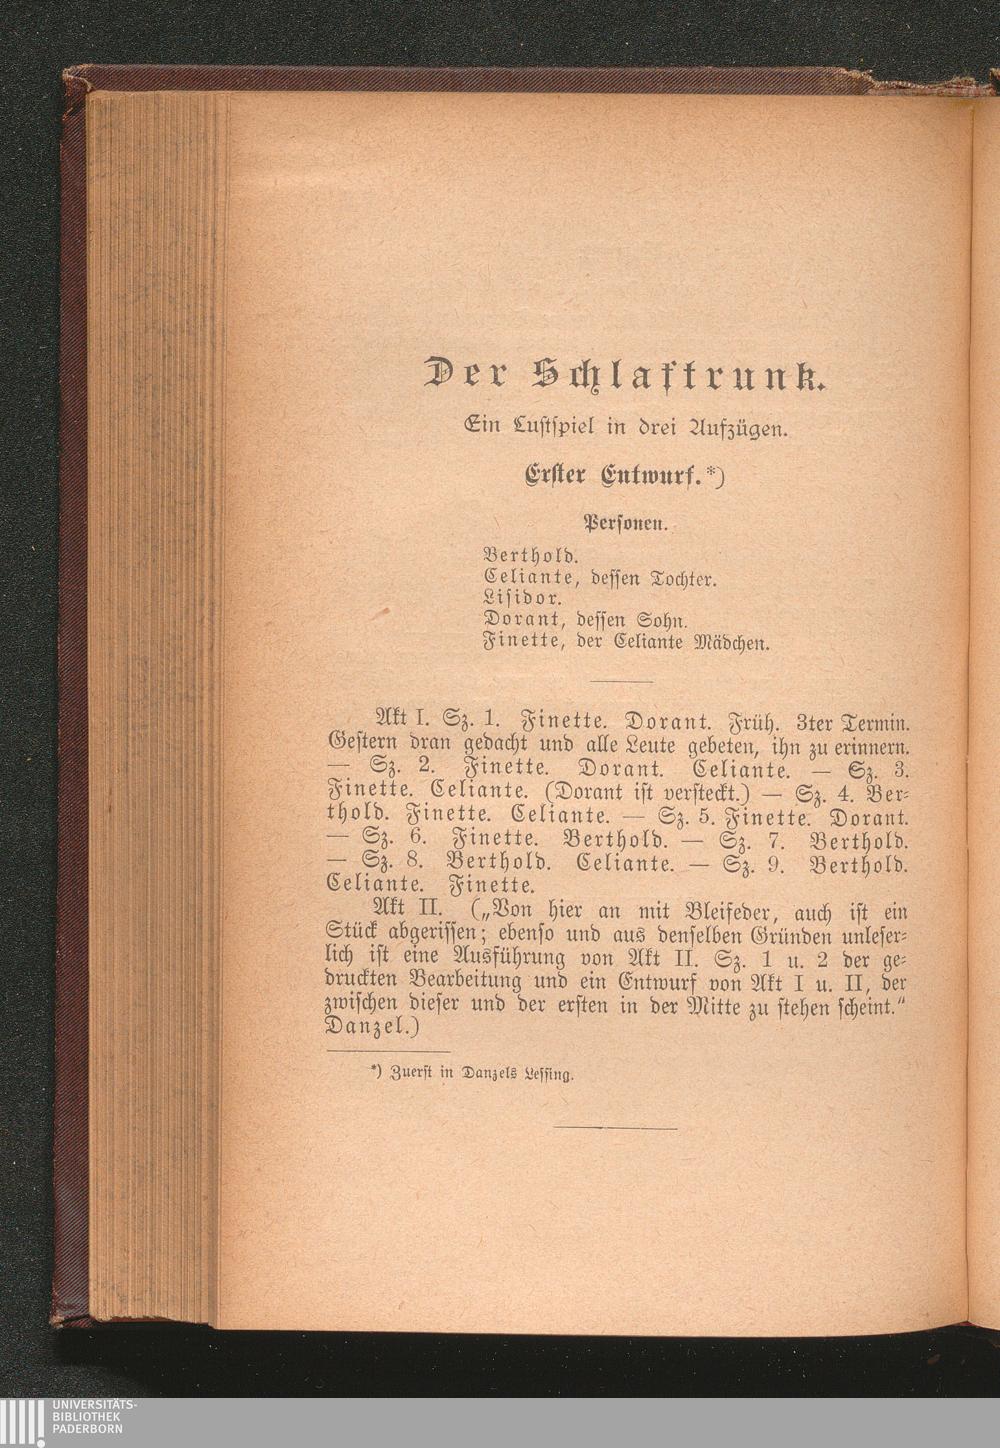 Der Schlaftrunk.
Ein Lustspiel in drei Aufzügen.
Erster Entwurf.*)
Personen.
Berthold.
Celiante, dessen Tochter.
Lisidor.
Dorant, dessen Sohn.
Finette, der Celiante Mädchen.
Akt I. Sz. 1. Finette. Dorant. Früh. 3ter Termin.
Gestern dran gedacht und alle Leute gebeten, ihn zu erinnern.
— Sz. 2. Finette. Dorant. Celiante. — Sz. 3.
Finette. Celiante. (Dorant ist versteckt.) — Sz. 4. Ber-
thold. Finette. Celiante. — Sz. 5. Finette. Dorant.
— Sz. 6. Finette. Berthold. — Sz. 7. Berthold.
— Sz. 8. Berthold. Celiante. — Sz. 9. Berthold.
Celiante. Finette.
Akt II. („Von hier an mit Bleifeder, auch ist ein
Stück abgerissen; ebenso und aus denselben Gründen unleser-
lich ist eine Ausführung von Akt II. Sz. 1 u. 2 der ge-
druckten Bearbeitung und ein Entwurf von Akt I u. II, der
zwischen dieser und der ersten in der Mitte zu stehen scheint.“
Danzel.)
*) Zuerst in Danzels Lessing.
UNIVERSITÄTS-
BIBLIOTHEK
PADERBORN